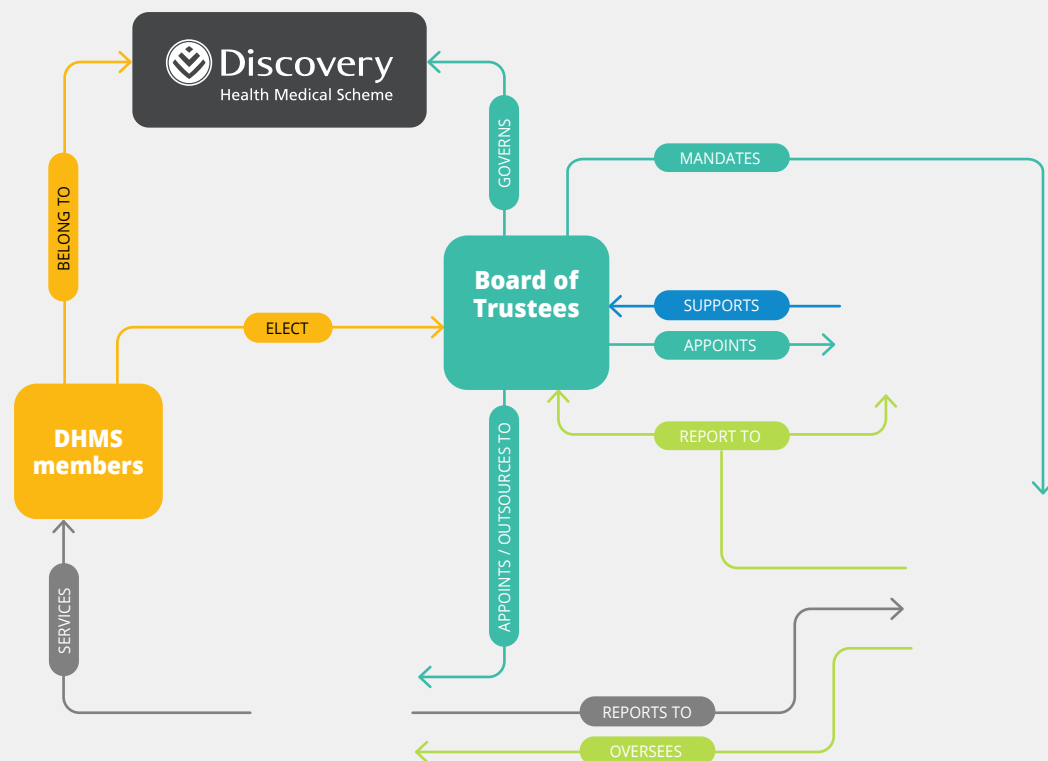 Discovery
Health Medical Scheme
GOVERNS
MANDATES
BELONG TO
Board of
Trustees
SUPPORTS
ELECT
APPOINTS
DHMS
members
REPORT TO
APPOINTS / OUTSOURCES TO
SERVICES
REPORTS TO
OVERSEES